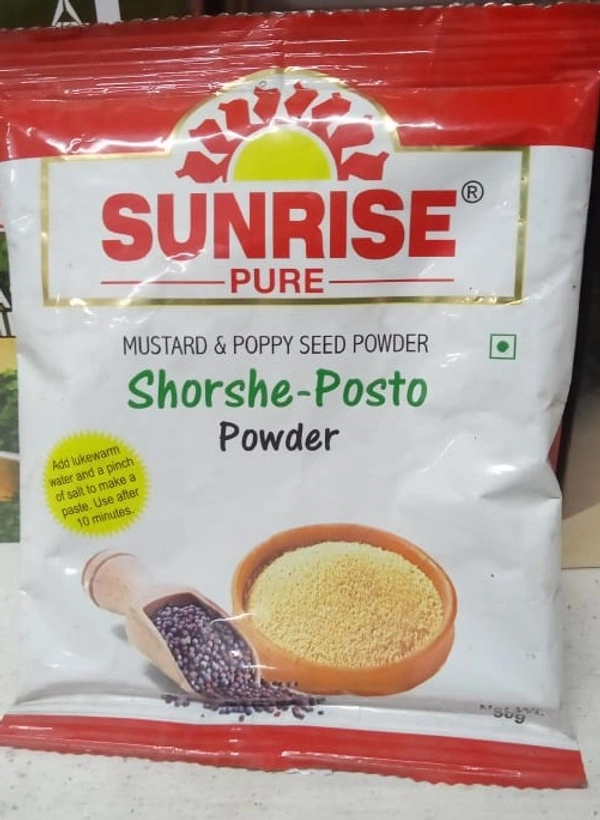 SUNRISE®
PURE
MUSTARD & POPPY SEED POWDER
Shorshe-Posto
Powder
Add lukewarm
water and a pinch
of salt to make a
paste. Use after
10 minutes.
50g